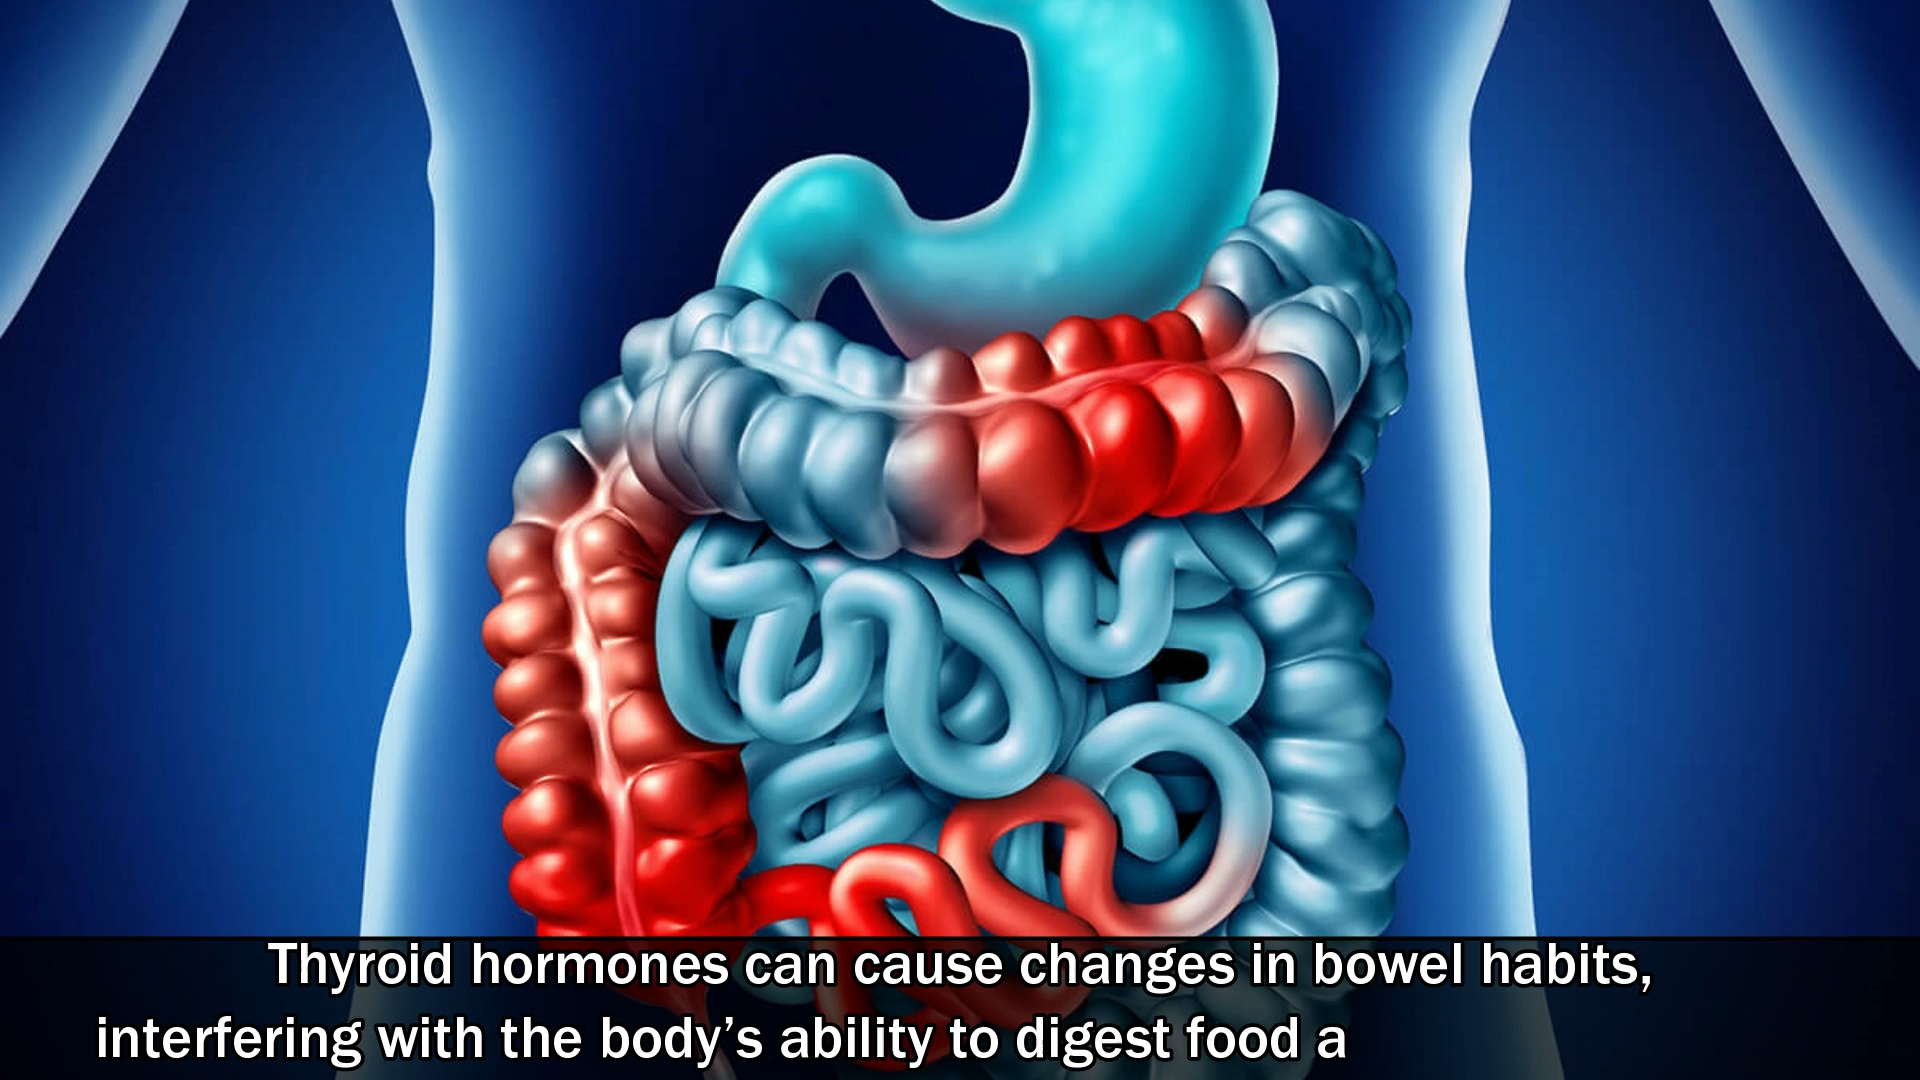 Thyroid hormones can cause changes in bowel habits,
interfering with the body’s ability to digest food a